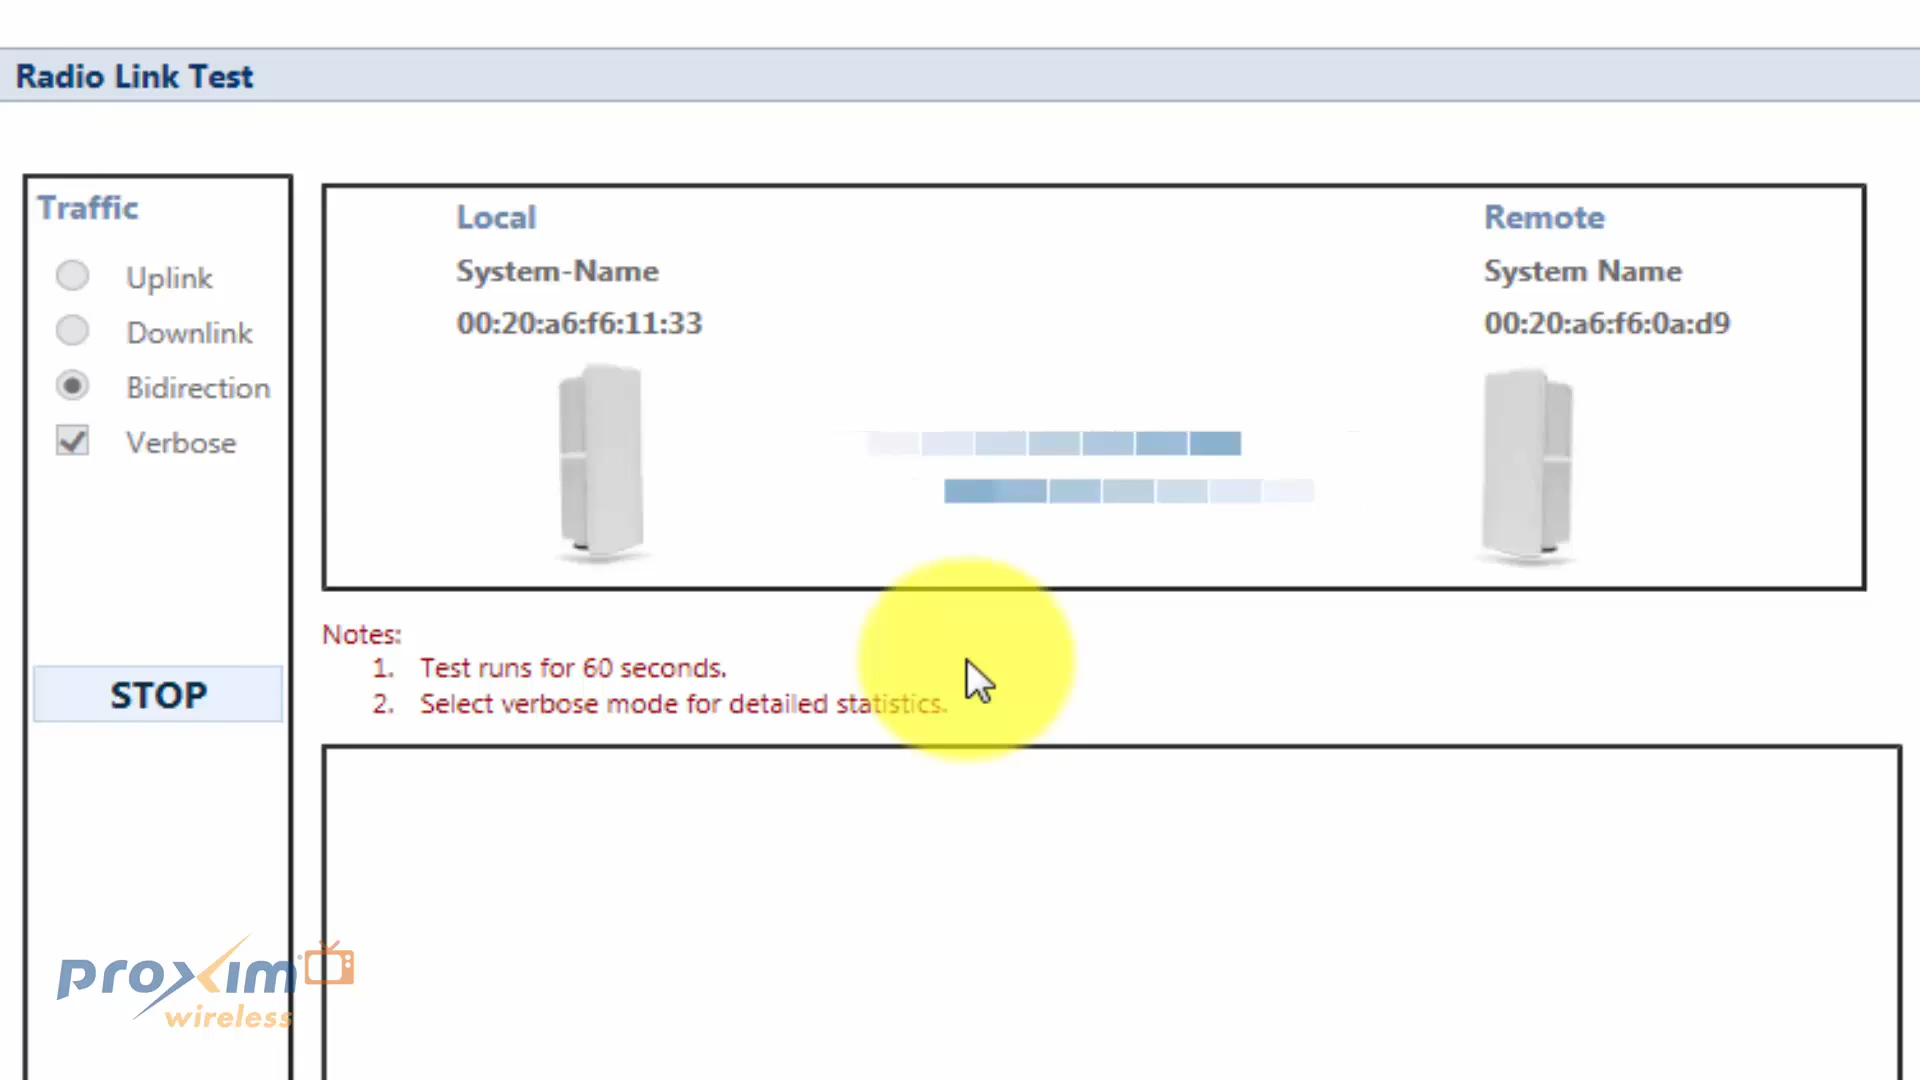 Radio Link Test
Traffic
Uplink
Downlink
Bidirection
Verbose
STOP
Local
System-Name
00:20:a6:f6:11:33
Remote
System Name
00:20:a6:f6:0a:d9
Notes:
1. Test runs for 60 seconds.
2. Select verbose mode for detailed statistics.
proxim
wireless